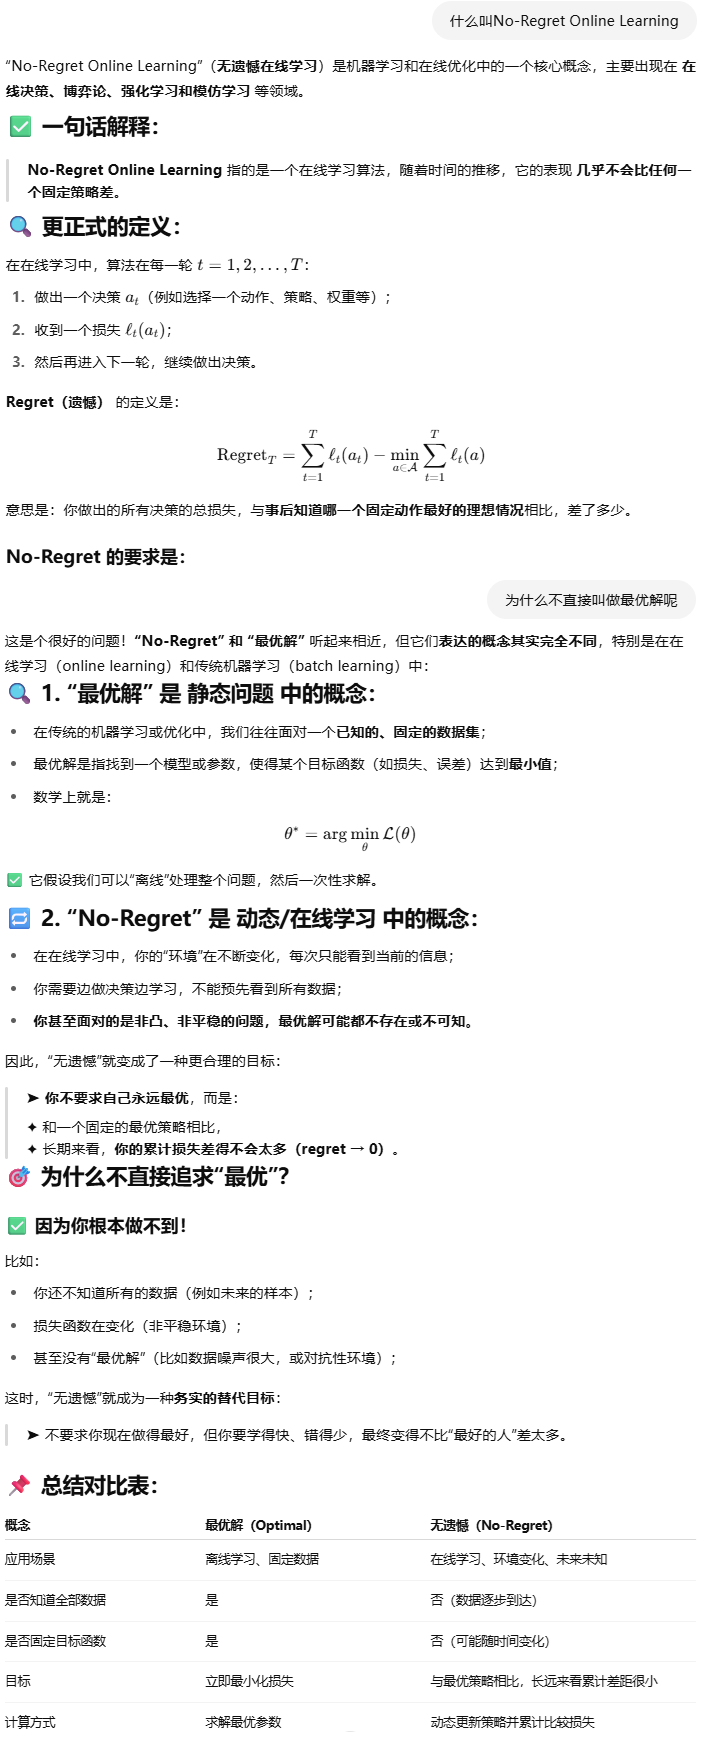 什么叫No-Regret Online Learning
“No-Regret Online Learning”（无遗憾在线学习）是机器学习和在线优化中的一个核心概念，主要出现在 在
线决策、博弈论、强化学习和模仿学习 等领域。
✅ 一句话解释：
No-Regret Online Learning 指的是一个在线学习算法，随着时间的推移，它的表现 几乎不会比任何一
个固定策略差。
🔍 更正式的定义：
在在线学习中，算法在每一轮 t = 1, 2, … , T：
1. 做出一个决策 a_t（例如选择一个动作、策略、权重等）；
2. 收到一个损失 ℓ_t(a_t)；
3. 然后再进入下一轮，继续做出决策。
Regret（遗憾） 的定义是：
Regret_T = ∑_{t=1}^{T} ℓ_t(a_t) − min_{a∈𝒜} ∑_{t=1}^{T} ℓ_t(a)
意思是：你做出的所有决策的总损失，与事后知道哪一个固定动作最好的理想情况相比，差了多少。
No-Regret 的要求是：
为什么不直接叫做最优解呢
这是个很好的问题！“No-Regret” 和 “最优解” 听起来相近，但它们表达的概念其实完全不同，特别是在在
线学习（online learning）和传统机器学习（batch learning）中：
🔍 1. “最优解” 是 静态问题 中的概念：
• 在传统的机器学习或优化中，我们往往面对一个已知的、固定的数据集；
• 最优解是指找到一个模型或参数，使得某个目标函数（如损失、误差）达到最小值；
• 数学上就是：
θ* = arg min_θ ℒ(θ)
✅ 它假设我们可以“离线”处理整个问题，然后一次性求解。
🔁 2. “No-Regret” 是 动态/在线学习 中的概念：
• 在在线学习中，你的“环境”在不断变化，每次只能看到当前的信息；
• 你需要边做决策边学习，不能预先看到所有数据；
• 你甚至面对的是非凸、非平稳的问题，最优解可能都不存在或不可知。
因此，“无遗憾”就变成了一种更合理的目标：
➤ 你不要求自己永远最优，而是：
✦ 和一个固定的最优策略相比，
✦ 长期来看，你的累计损失差得不会太多（regret → 0）。
🎯 为什么不直接追求“最优”？
✅ 因为你根本做不到！
比如：
• 你还不知道所有的数据（例如未来的样本）；
• 损失函数在变化（非平稳环境）；
• 甚至没有“最优解”（比如数据噪声很大，或对抗性环境）；
这时，“无遗憾”就成为一种务实的替代目标：
➤ 不要求你现在做得最好，但你要学得快、错得少，最终变得不比“最好的人”差太多。
📌 总结对比表：
概念 最优解（Optimal） 无遗憾（No-Regret）
应用场景 离线学习、固定数据 在线学习、环境变化、未来未知
是否知道全部数据 是 否（数据逐步到达）
是否固定目标函数 是 否（可能随时间变化）
目标 立即最小化损失 与最优策略相比，长远来看累计差距很小
计算方式 求解最优参数 动态更新策略并累计比较损失